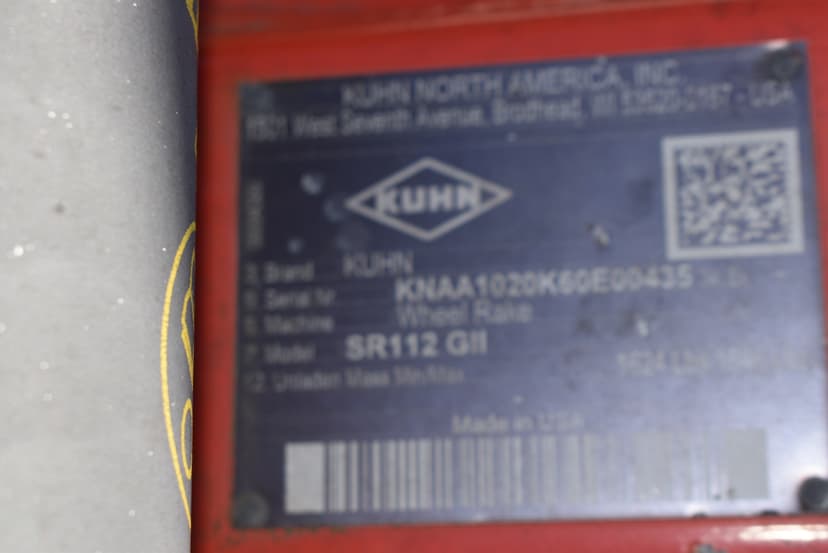 KUHN NORTH AMERICA, INC.
1501 West Seventh Avenue, Brodhead, WI 53520-0167 - USA
KUHN
Brand KUHN
Serial Nr. KNAA1020K60E00435
Machine Wheel Rake
Model SR112 GII
12. Unladen Mass Min/Max
Made in USA